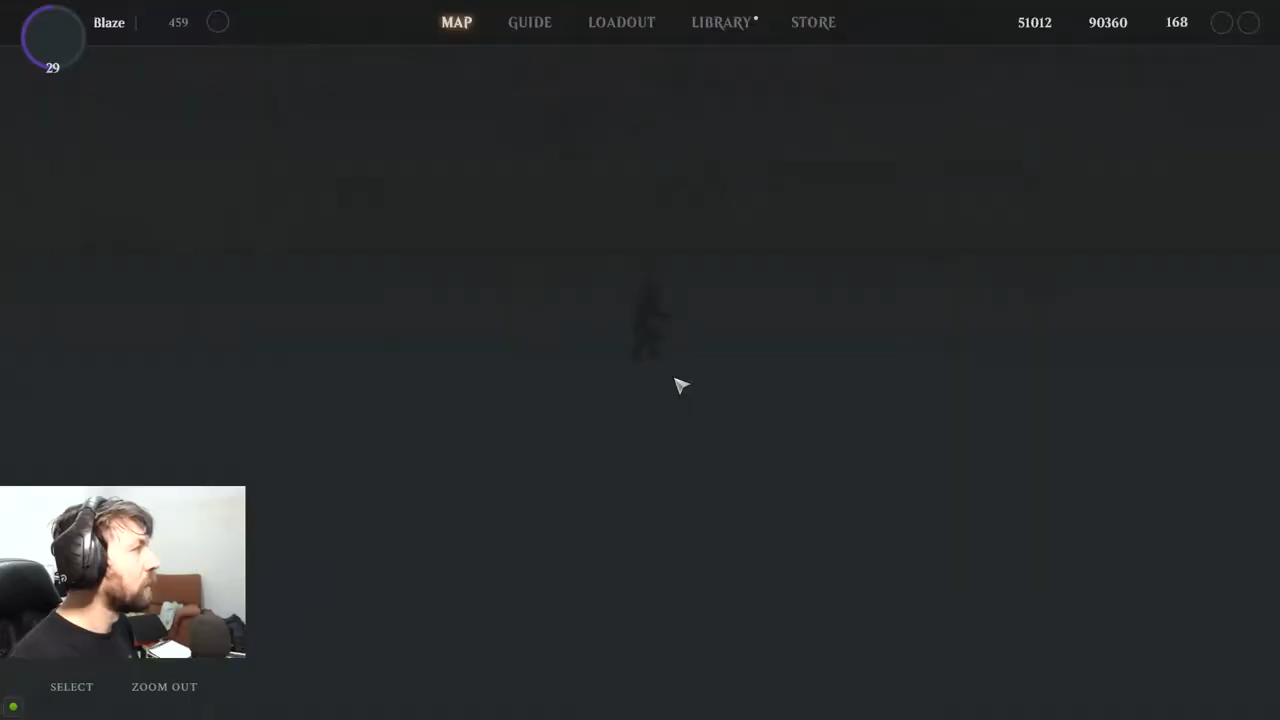 Blaze 459 MAP GUIDE LOADOUT LIBRARY STORE 51012 90360 168
29
SELECT ZOOM OUT